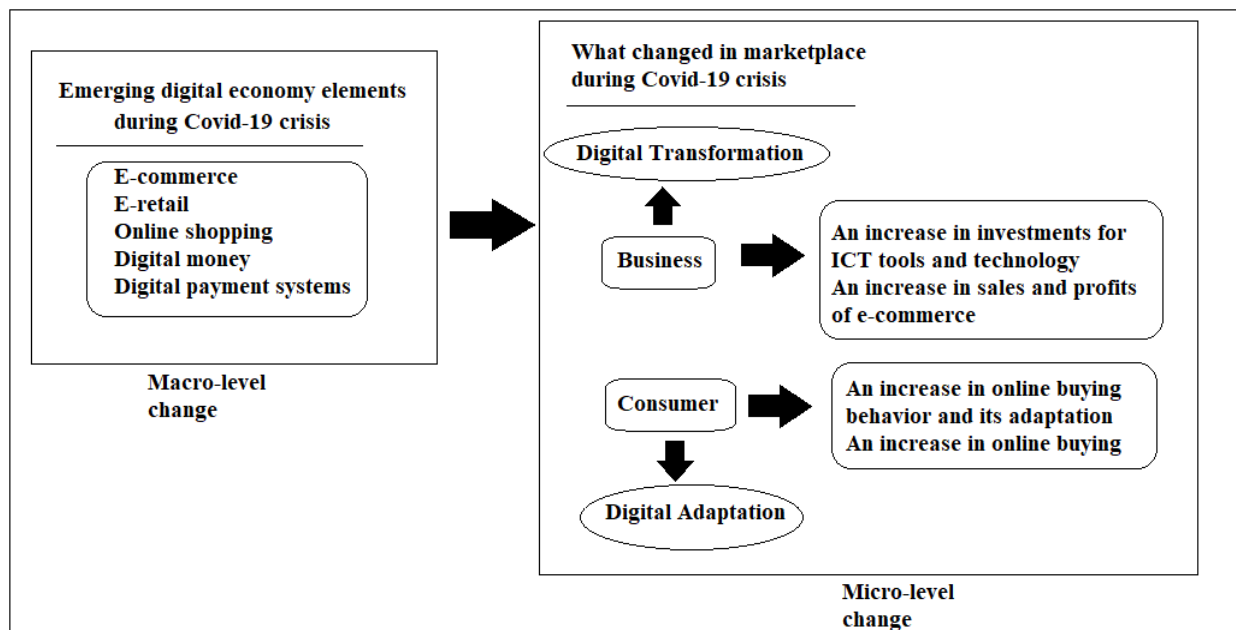 Emerging digital economy elements
during Covid-19 crisis
E-commerce
E-retail
Online shopping
Digital money
Digital payment systems
Macro-level
change
What changed in marketplace
during Covid-19 crisis
Digital Transformation
Business
An increase in investments for
ICT tools and technology
An increase in sales and profits
of e-commerce
Consumer
An increase in online buying
behavior and its adaptation
An increase in online buying
Digital Adaptation
Micro-level
change